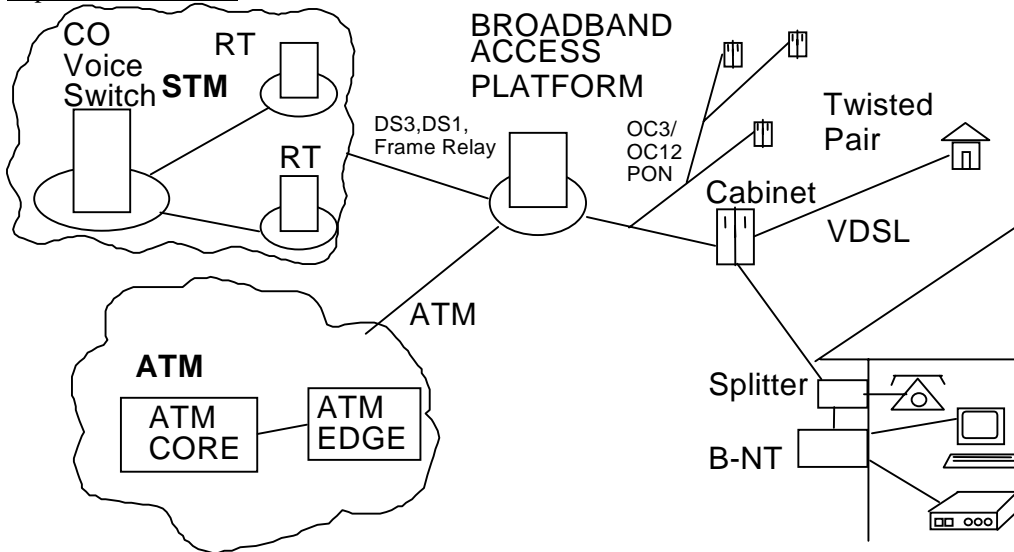 CO
Voice
Switch
STM
RT
RT
DS3,DS1,
Frame Relay
BROADBAND
ACCESS
PLATFORM
OC3/
OC12
PON
Twisted
Pair
Cabinet
VDSL
ATM
ATM
ATM
CORE
ATM
EDGE
Splitter
B-NT